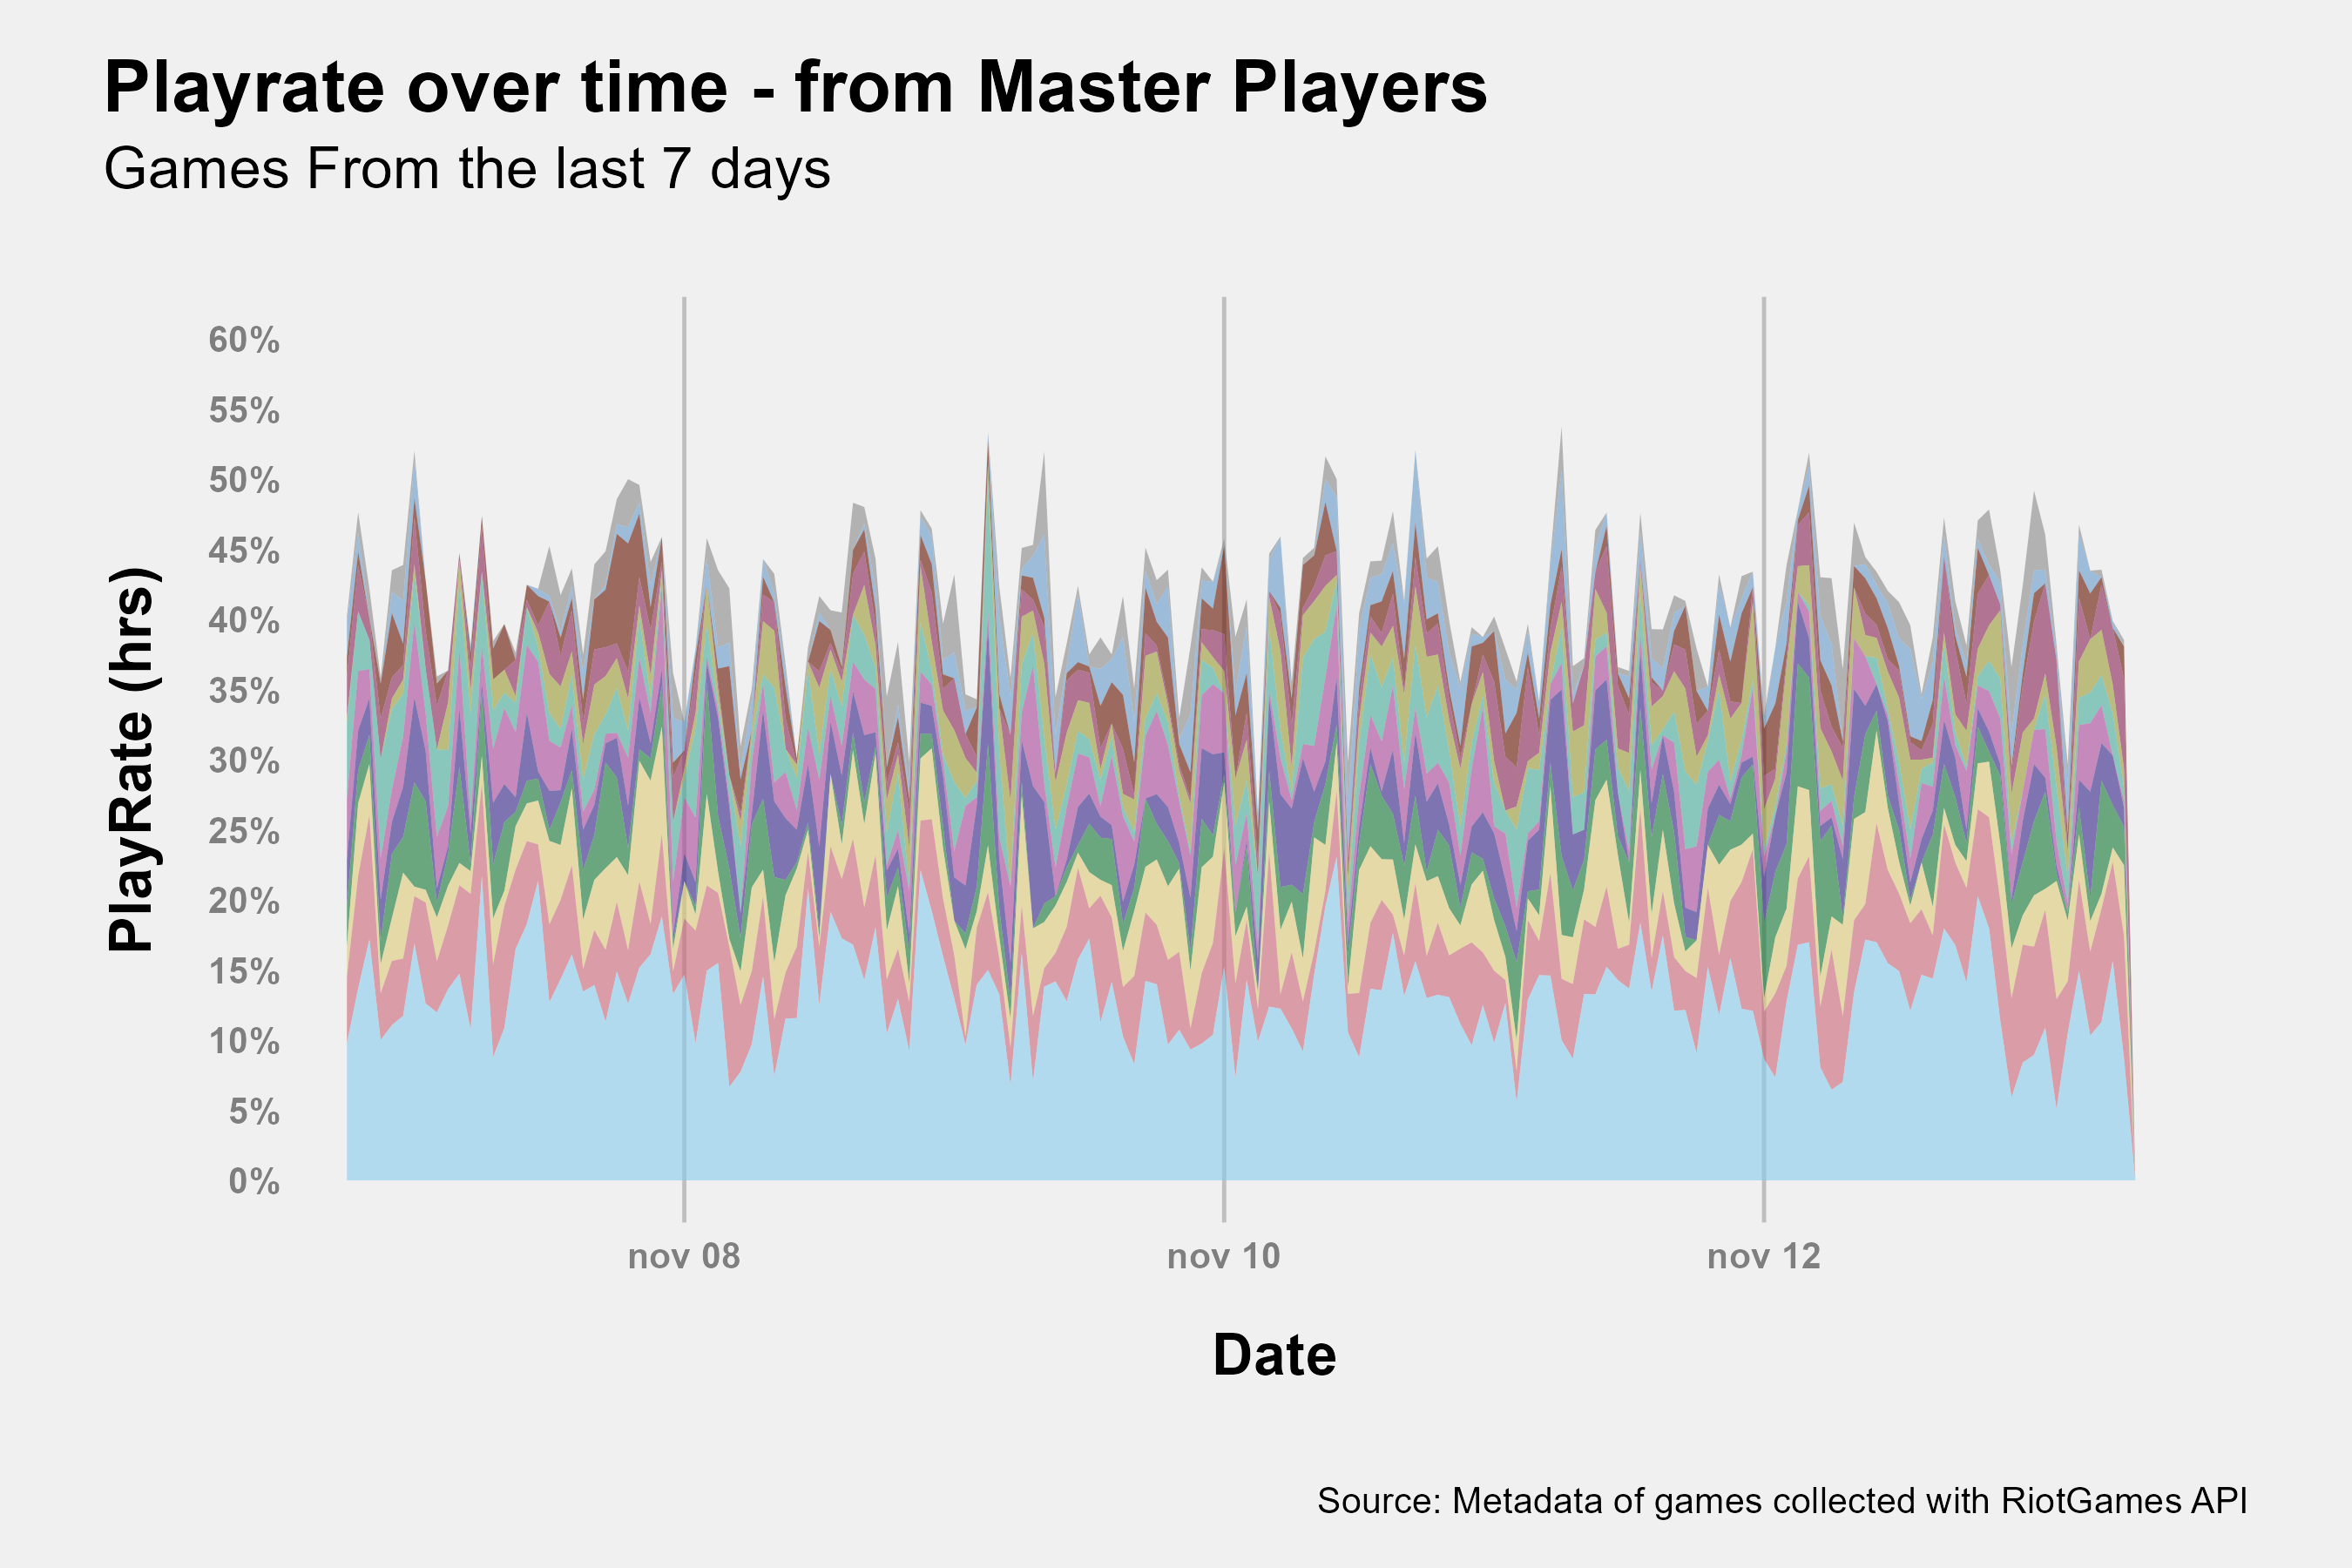 Playrate over time - from Master Players
Games From the last 7 days
60%
55%
50%
45%
40%
35%
30%
25%
20%
15%
10%
5%
0%
PlayRate (hrs)
nov 08
nov 10
nov 12
Date
Source: Metadata of games collected with RiotGames API